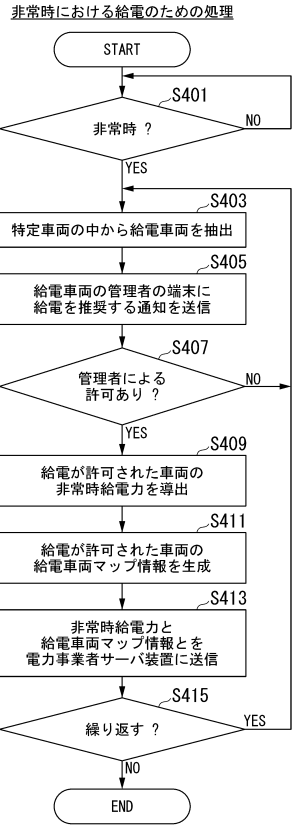 非常時における給電のための処理
START
S401
非常時 ?
NO
YES
S403
特定車両の中から給電車両を抽出
S405
給電車両の管理者の端末に
給電を推奨する通知を送信
S407
管理者による
許可あり ?
NO
YES
S409
給電が許可された車両の
非常時給電力を導出
S411
給電が許可された車両の
給電車両マップ情報を生成
S413
非常時給電力と
給電車両マップ情報とを
電力事業者サーバ装置に送信
S415
繰り返す ?
YES
NO
END